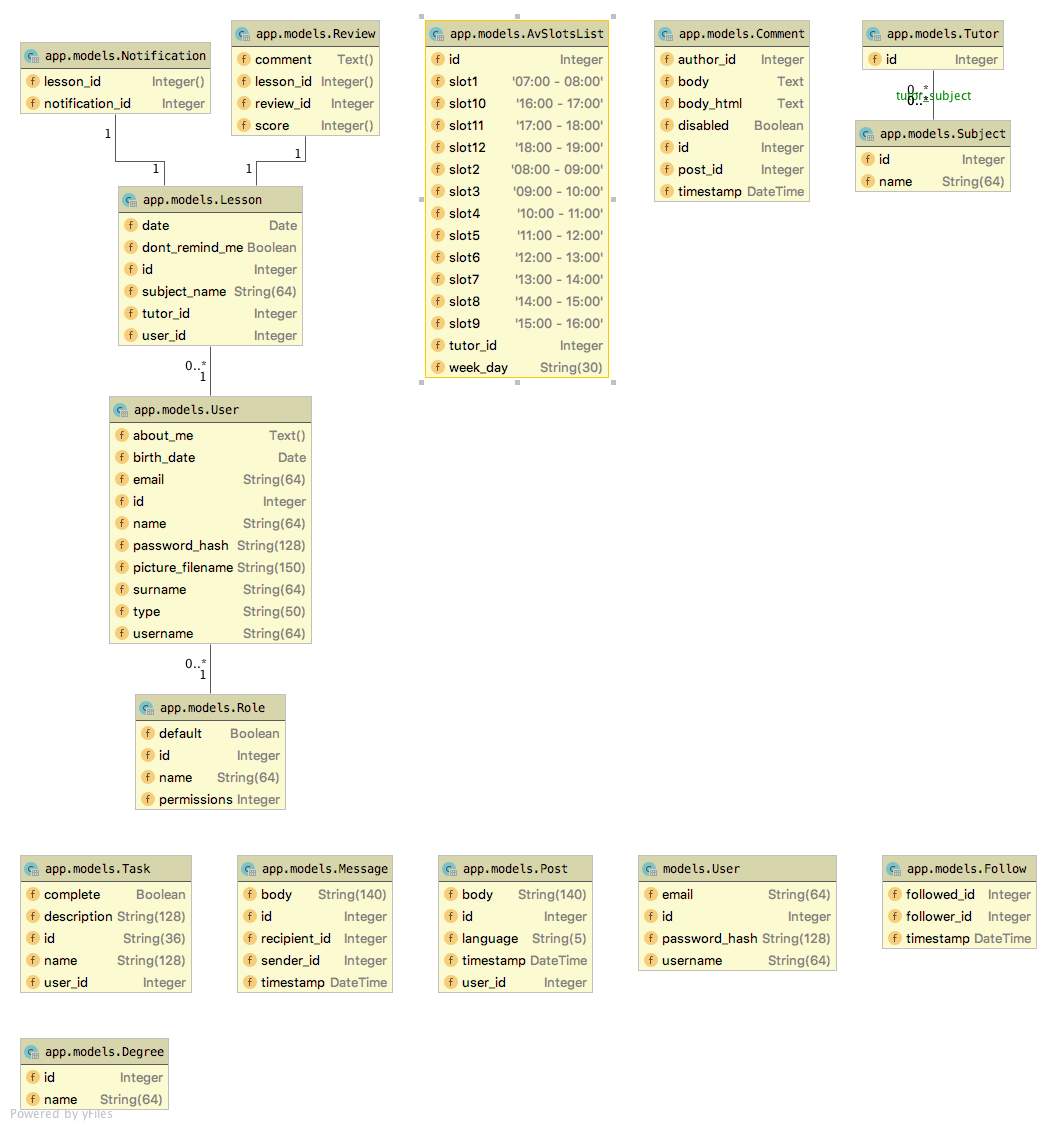 app.models.Notification
lesson_id Integer()
notification_id Integer
app.models.Review
comment Text()
lesson_id Integer()
review_id Integer
score Integer()
app.models.AvSlotsList
id Integer
slot1 '07:00 - 08:00'
slot10 '16:00 - 17:00'
slot11 '17:00 - 18:00'
slot12 '18:00 - 19:00'
slot2 '08:00 - 09:00'
slot3 '09:00 - 10:00'
slot4 '10:00 - 11:00'
slot5 '11:00 - 12:00'
slot6 '12:00 - 13:00'
slot7 '13:00 - 14:00'
slot8 '14:00 - 15:00'
slot9 '15:00 - 16:00'
tutor_id Integer
week_day String(30)
app.models.Comment
author_id Integer
body Text
body_html Text
disabled Boolean
id Integer
post_id Integer
timestamp DateTime
app.models.Tutor
id Integer
0..*
0..*
tutor_subject
app.models.Subject
id Integer
name String(64)
1
1
1
1
app.models.Lesson
date Date
dont_remind_me Boolean
id Integer
subject_name String(64)
tutor_id Integer
user_id Integer
0..*
1
app.models.User
about_me Text()
birth_date Date
email String(64)
id Integer
name String(64)
password_hash String(128)
picture_filename String(150)
surname String(64)
type String(50)
username String(64)
0..*
1
app.models.Role
default Boolean
id Integer
name String(64)
permissions Integer
app.models.Task
complete Boolean
description String(128)
id String(36)
name String(128)
user_id Integer
app.models.Message
body String(140)
id Integer
recipient_id Integer
sender_id Integer
timestamp DateTime
app.models.Post
body String(140)
id Integer
language String(5)
timestamp DateTime
user_id Integer
models.User
email String(64)
id Integer
password_hash String(128)
username String(64)
app.models.Follow
followed_id Integer
follower_id Integer
timestamp DateTime
app.models.Degree
id Integer
name String(64)
Powered by yFiles